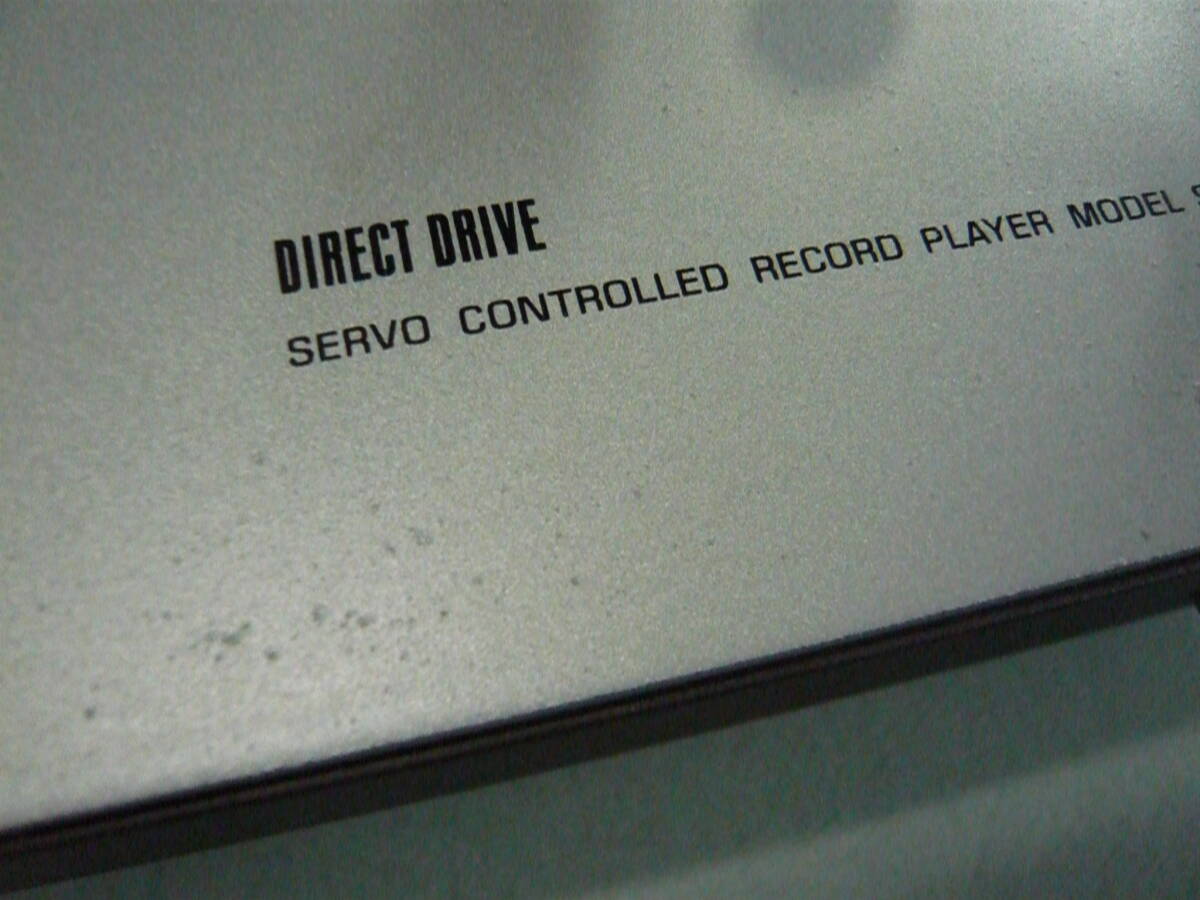 DIRECT DRIVE
SERVO CONTROLLED RECORD PLAYER MODEL